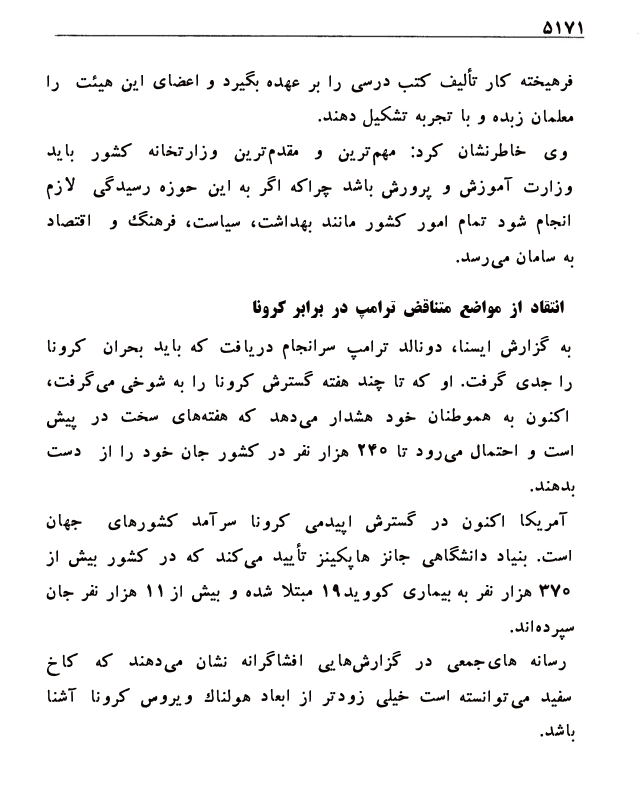 ۵۱۷۱
فرهیخته کار تألیف کتب درسی را بر عهده بگیرد و اعضای این هیئت را
معلمان زبده و با تجربه تشکیل دهند.
وی خاطرنشان کرد: مهم‌ترین و مقدم‌ترین وزارتخانه کشور باید
وزارت آموزش و پرورش باشد چراکه اگر به این حوزه رسیدگی لازم
انجام شود تمام امور کشور مانند بهداشت، سیاست، فرهنگ و اقتصاد
به سامان می‌رسد.
انتقاد از مواضع متناقض ترامپ در برابر کرونا
به گزارش ایسنا، دونالد ترامپ سرانجام دریافت که باید بحران کرونا
را جدی گرفت. او که تا چند هفته گسترش کرونا را به شوخی می‌گرفت،
اکنون به هموطنان خود هشدار می‌دهد که هفته‌های سخت در پیش
است و احتمال می‌رود تا ۲۴۰ هزار نفر در کشور جان خود را از دست
بدهند.
آمریکا اکنون در گسترش اپیدمی کرونا سرآمد کشورهای جهان
است. بنیاد دانشگاهی جانز هاپکینز تأیید می‌کند که در کشور بیش از
۳۷۰ هزار نفر به بیماری کووید۱۹ مبتلا شده و بیش از ۱۱ هزار نفر جان
سپرده‌اند.
رسانه های‌جمعی در گزارش‌هایی افشاگرانه نشان می‌دهند که کاخ
سفید می‌توانسته است خیلی زودتر از ابعاد هولناك ویروس کرونا آشنا
باشد.